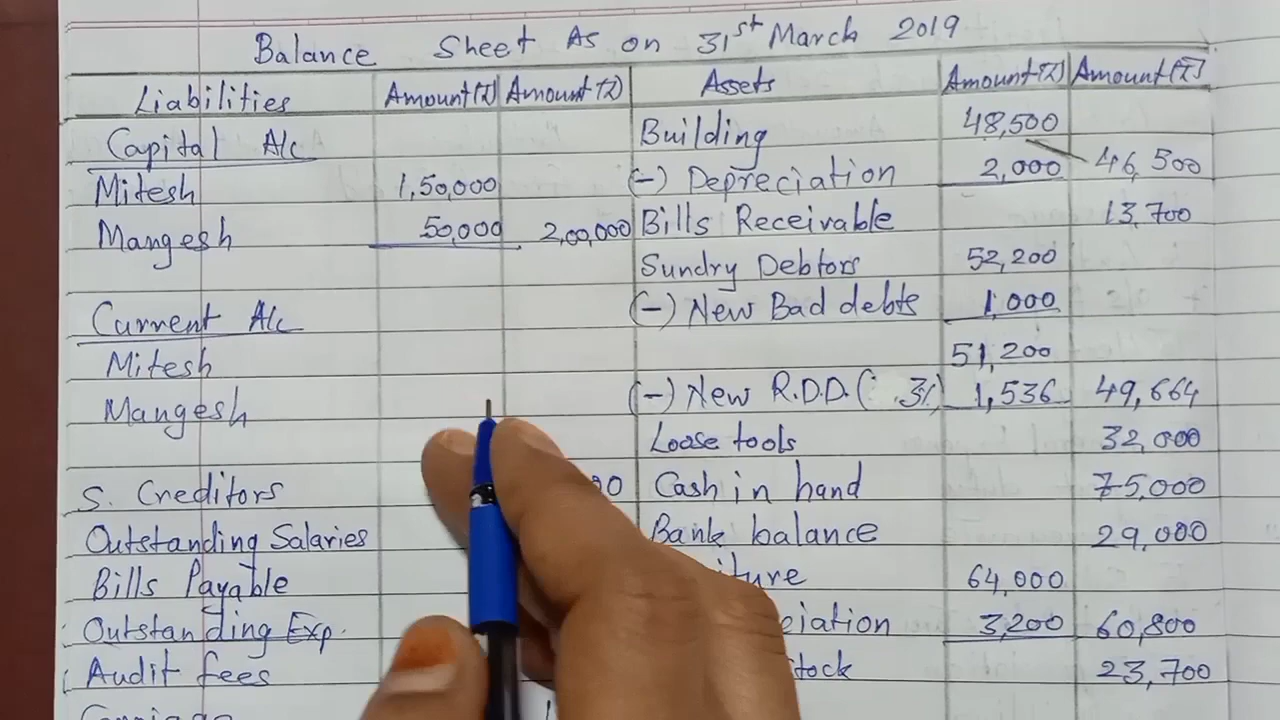 Balance Sheet As on 31st March 2019
Liabilities Amount(₹) Amount(₹) Assets Amount(₹) Amount(₹)
Capital A/c Building 48,500
Mitesh 1,50,000 (-) Depreciation 2,000 46,500
Mangesh 50,000 2,00,000 Bills Receivable 13,700
Sundry Debtors 52,200
Current A/c (-) New Bad debts 1,000
Mitesh 51,200
Mangesh (-) New R.D.D. ( 3%) 1,536 49,664
Loose tools 32,000
S. Creditors Cash in hand 75,000
Outstanding Salaries Bank balance 29,000
Bills Payable 64,000
Outstanding Exp. 3,200 60,800
Audit fees 23,700